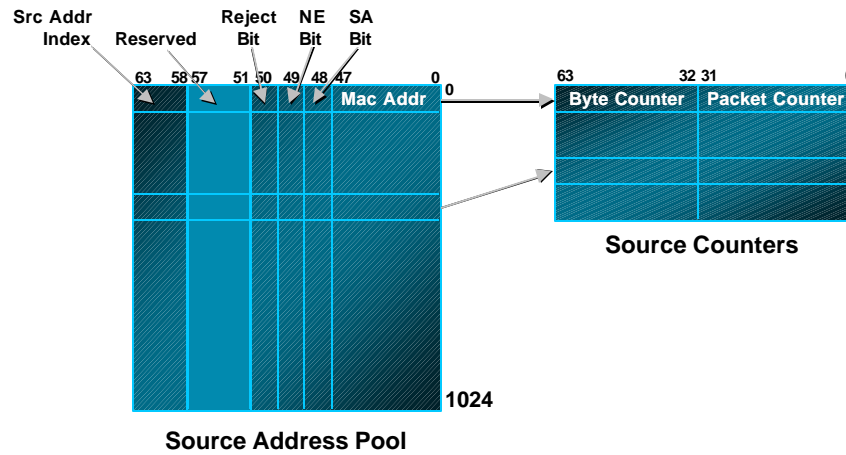 Src Addr Index
Reserved
Reject Bit
NE Bit
SA Bit
63 58 57 51 50 49 48 47 0
0
63 32 31
Mac Addr
Byte Counter
Packet Counter
Source Counters
1024
Source Address Pool